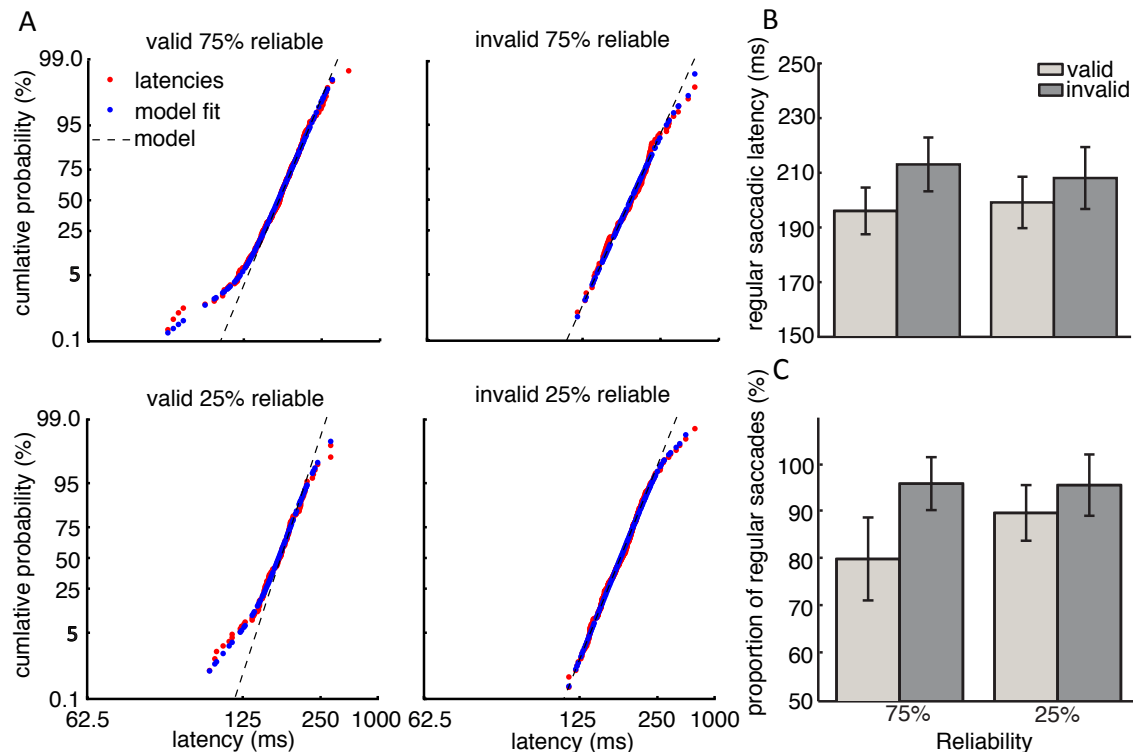 A
valid 75% reliable
99.0
latencies
model fit
model
95
75
50
25
5
0.1
cumlative probability (%)
invalid 75% reliable
valid 25% reliable
99.0
95
75
50
25
5
0.1
cumlative probability (%)
62.5
125
250
1000
latency (ms)
invalid 25% reliable
62.5
125
250
1000
latency (ms)
B
250
230
210
190
170
150
regular saccadic latency (ms)
valid
invalid
C
100
90
80
70
60
50
proportion of regular saccades (%)
75%
25%
Reliability